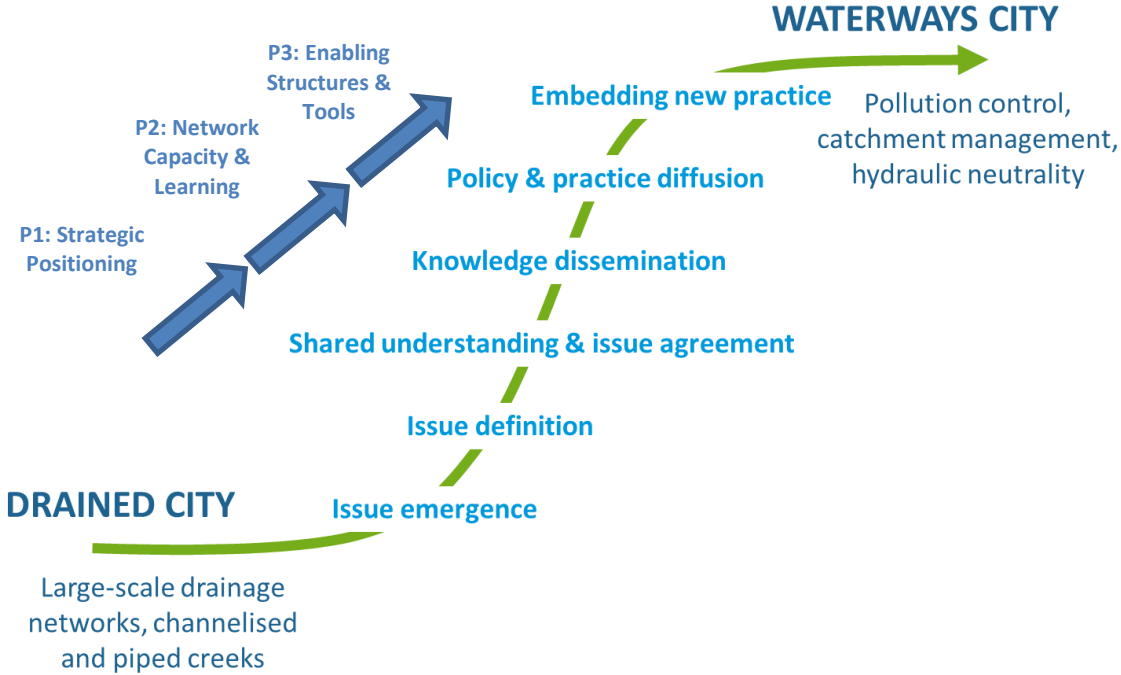 WATERWAYS CITY
P3: Enabling
Structures &
Tools
Embedding new practice
Pollution control,
catchment management,
hydraulic neutrality
P2: Network
Capacity &
Learning
Policy & practice diffusion
P1: Strategic
Positioning
Knowledge dissemination
Shared understanding & issue agreement
Issue definition
DRAINED CITY
Issue emergence
Large-scale drainage
networks, channelised
and piped creeks